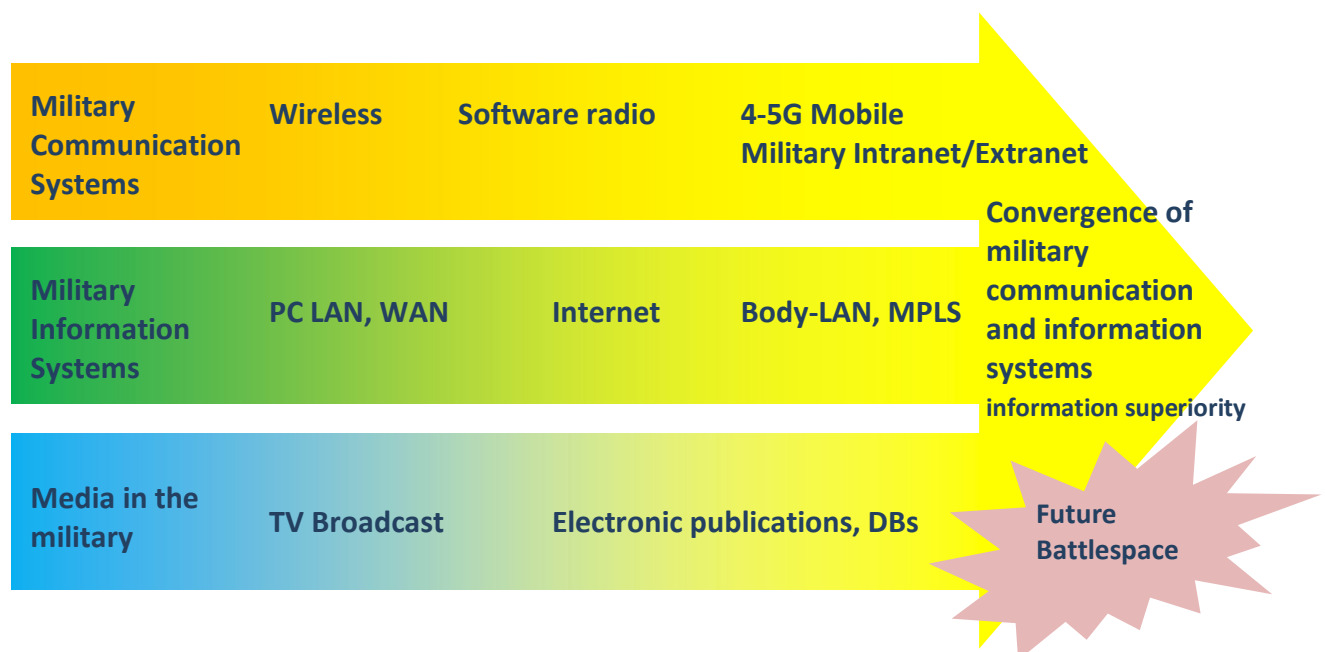 Military
Communication
Systems
Wireless
Software radio
4-5G Mobile
Military Intranet/Extranet
Military
Information
Systems
PC LAN, WAN
Internet
Body-LAN, MPLS
Convergence of
military
communication
and information
systems
information superiority
Media in the
military
TV Broadcast
Electronic publications, DBs
Future
Battlespace